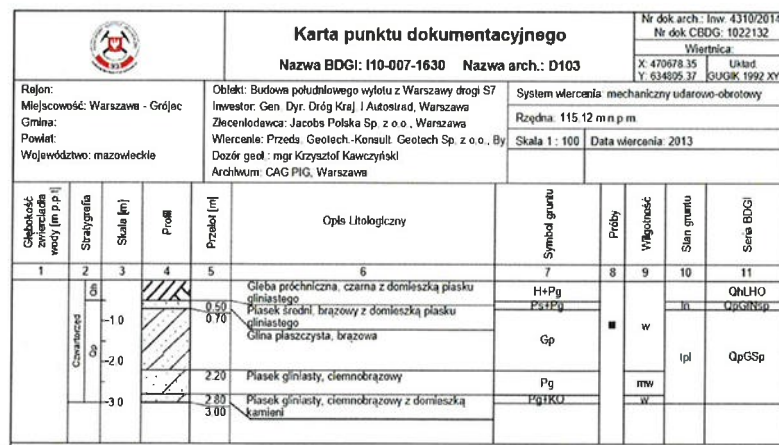 Karta punktu dokumentacyjnego
Nazwa BDGI: I10-007-1630 Nazwa arch.: D103
Nr dok arch.: Inw. 4310/2014
Nr dok CBDG: 1022132
Wiertnica:
X: 470678.35
Y: 634805.37
Układ
GUGIK 1992 XY
Rejon:
Miejscowość: Warszawa - Grójec
Gmina:
Powiat:
Województwo: mazowieckie
Obiekt: Budowa południowego wylotu z Warszawy drogi S7
Inwestor: Gen. Dyr. Dróg Kraj. i Autostrad, Warszawa
Zleceniodawca: Jacobs Polska Sp. z o.o., Warszawa
Wiercenie: Przeds. Geotech.-Konsult. Geotech Sp. z o.o., By
Dozór geol.: mgr Krzysztof Kawczyński
Archiwum: CAG PIG, Warszawa
System wiercenia: mechaniczny udarowo-obrotowy
Rzędna: 115.12 m n.p.m.
Skala 1 : 100 Data wiercenia: 2013
Głębokość zwierciadła wody [m p.p.t]
Stratygrafia
Skala [m]
Profil
Przelot [m]
Opis Litologiczny
Symbol gruntu
Próby
Wilgotność
Stan gruntu
Seria BDGI
1 2 3 4 5 6 7 8 9 10 11
Czwartorzęd
Qh
Qp
-1.0
-2.0
-3.0
0.50
0.70
2.20
2.80
3.00
Gleba próchniczna, czarna z domieszką piasku
gliniastego
Piasek średni, brązowy z domieszką piasku
gliniastego
Glina piaszczysta, brązowa
Piasek gliniasty, ciemnobrązowy
Piasek gliniasty, ciemnobrązowy z domieszką
kamieni
H+Pg
Ps+Pg
Gp
Pg
Pg+KO
w
mw
w
ln
tpl
QhLHO
QpGlNsp
QpGSp